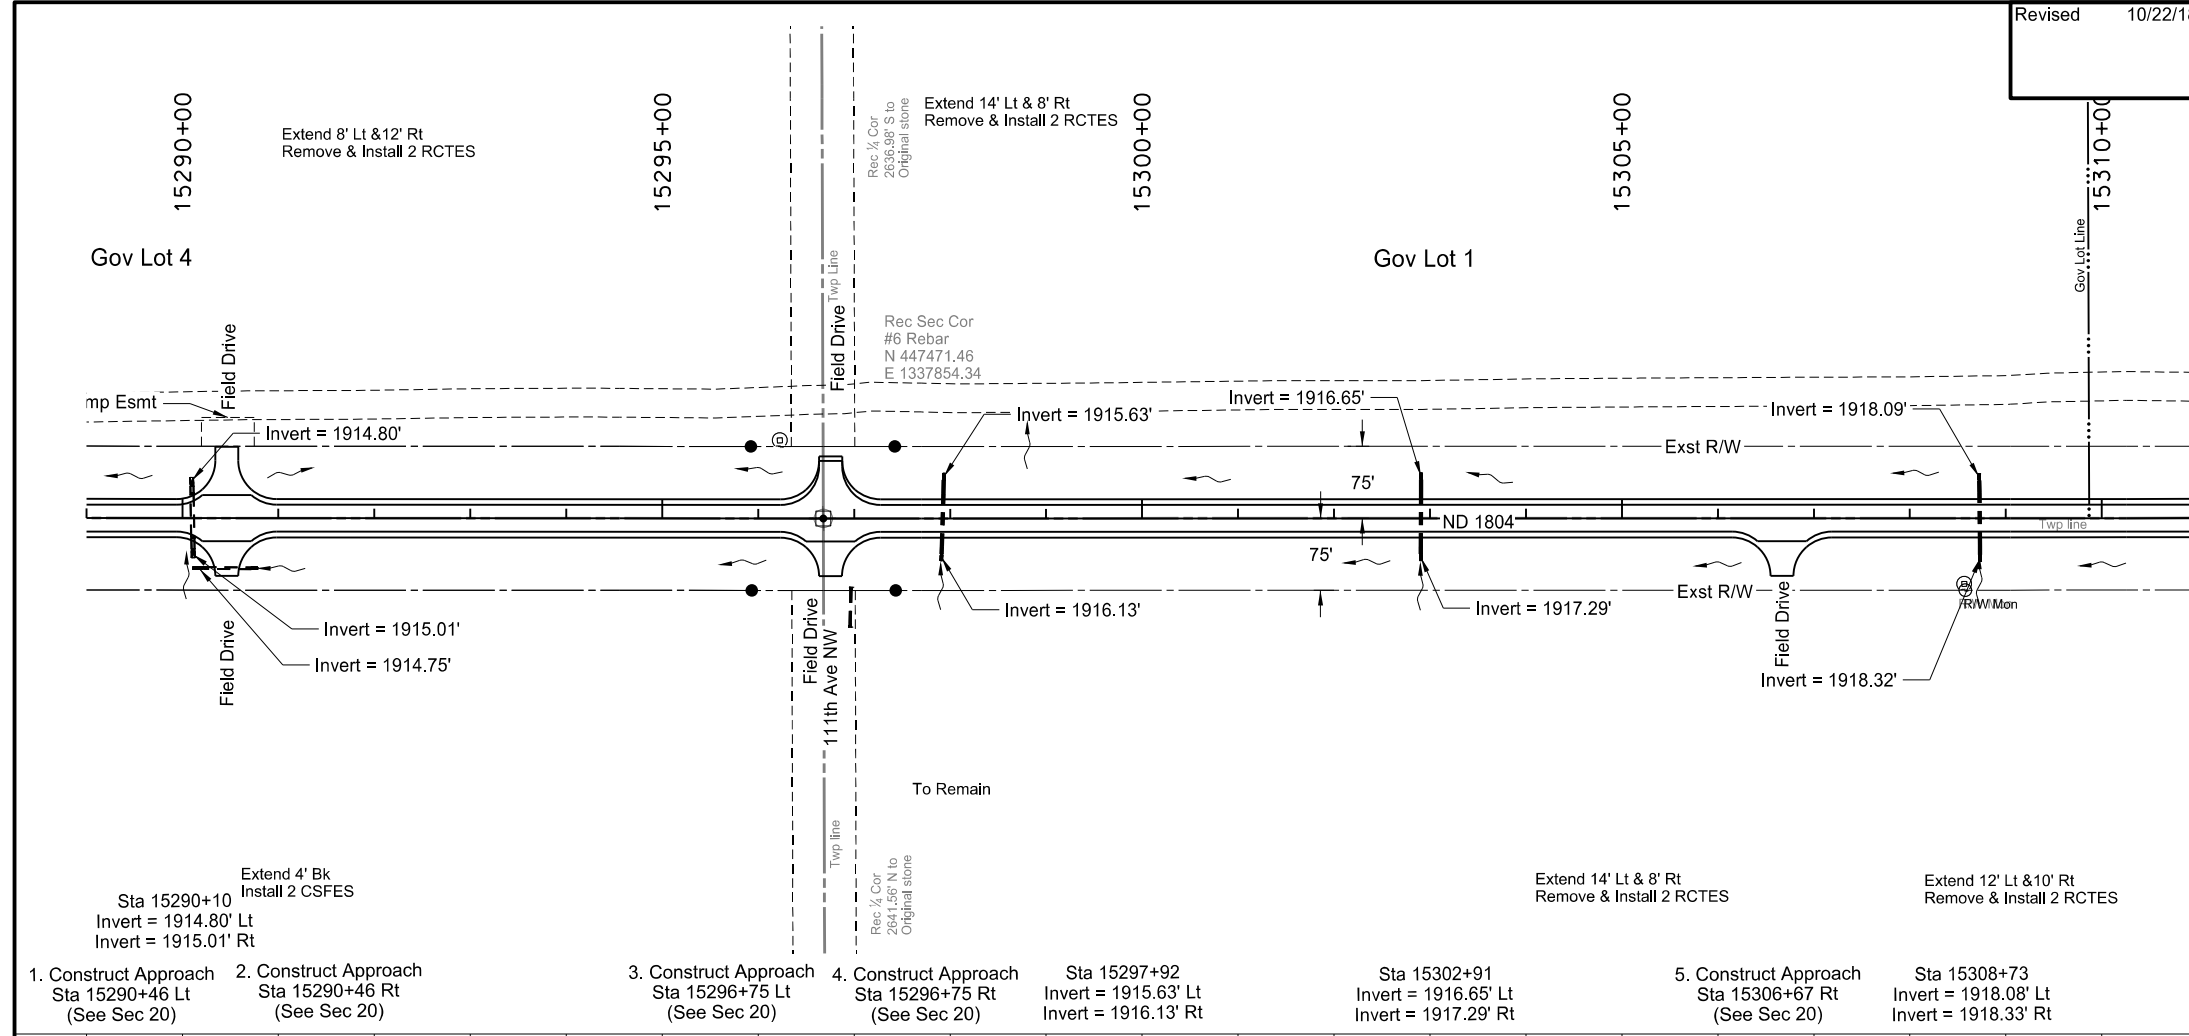 Revised 10/22/18
15290+00
15295+00
15300+00
15305+00
15310+00
Extend 8' Lt &12' Rt
Remove & Install 2 RCTES
Rec ¼ Cor
2636.98' S to
Original stone
Extend 14' Lt & 8' Rt
Remove & Install 2 RCTES
Gov Lot 4
Gov Lot 1
Gov Lot Line
Twp Line
Field Drive
Field Drive
Rec Sec Cor
#6 Rebar
N 447471.46
E 1337854.34
mp Esmt
Invert = 1914.80'
Invert = 1915.63'
Invert = 1916.65'
Invert = 1918.09'
Exst R/W
75'
ND 1804
Twp line
75'
Exst R/W
R/W Mon
Invert = 1916.13'
Invert = 1917.29'
Invert = 1915.01'
Invert = 1914.75'
Invert = 1918.32'
Field Drive
Field Drive
111th Ave NW
Field Drive
To Remain
Twp line
Rec ¼ Cor
2641.56' N to
Original stone
Extend 4' Bk
Install 2 CSFES
Extend 14' Lt & 8' Rt
Remove & Install 2 RCTES
Extend 12' Lt &10' Rt
Remove & Install 2 RCTES
Sta 15290+10
Invert = 1914.80' Lt
Invert = 1915.01' Rt
1. Construct Approach
Sta 15290+46 Lt
(See Sec 20)
2. Construct Approach
Sta 15290+46 Rt
(See Sec 20)
3. Construct Approach
Sta 15296+75 Lt
(See Sec 20)
4. Construct Approach
Sta 15296+75 Rt
(See Sec 20)
Sta 15297+92
Invert = 1915.63' Lt
Invert = 1916.13' Rt
Sta 15302+91
Invert = 1916.65' Lt
Invert = 1917.29' Rt
5. Construct Approach
Sta 15306+67 Rt
(See Sec 20)
Sta 15308+73
Invert = 1918.08' Lt
Invert = 1918.33' Rt